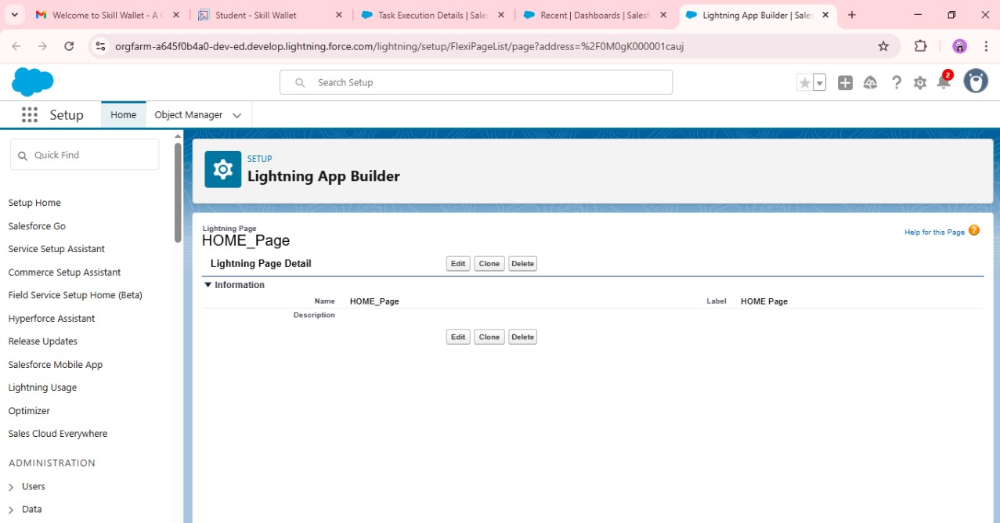 Welcome to Skill Wallet - A C
Student - Skill Wallet
Task Execution Details | Sales
Recent | Dashboards | Salesf
Lightning App Builder | Sales
orgfarm-a645f0b4a0-dev-ed.develop.lightning.force.com/lightning/setup/FlexiPageList/page?address=%2F0M0gK000001cauj
Search Setup
2
Setup
Home
Object Manager
Quick Find
Setup Home
Salesforce Go
Service Setup Assistant
Commerce Setup Assistant
Field Service Setup Home (Beta)
Hyperforce Assistant
Release Updates
Salesforce Mobile App
Lightning Usage
Optimizer
Sales Cloud Everywhere
ADMINISTRATION
Users
Data
SETUP
Lightning App Builder
Lightning Page
HOME_Page
Help for this Page ?
Lightning Page Detail
Edit Clone Delete
Information
Name HOME_Page Label HOME Page
Description
Edit Clone Delete